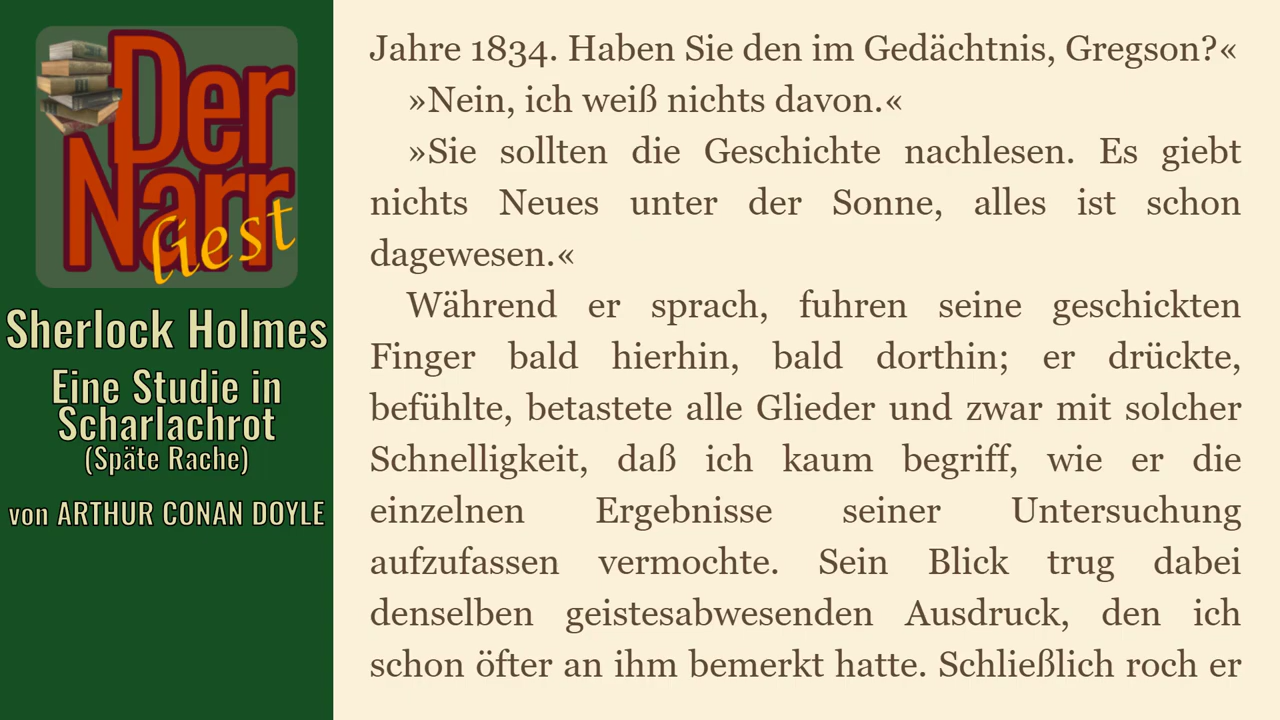 Der
Narr
liest
Sherlock Holmes
Eine Studie in
Scharlachrot
(Späte Rache)
von ARTHUR CONAN DOYLE
Jahre 1834. Haben Sie den im Gedächtnis, Gregson?«
»Nein, ich weiß nichts davon.«
»Sie sollten die Geschichte nachlesen. Es giebt
nichts Neues unter der Sonne, alles ist schon
dagewesen.«
Während er sprach, fuhren seine geschickten
Finger bald hierhin, bald dorthin; er drückte,
befühlte, betastete alle Glieder und zwar mit solcher
Schnelligkeit, daß ich kaum begriff, wie er die
einzelnen Ergebnisse seiner Untersuchung
aufzufassen vermochte. Sein Blick trug dabei
denselben geistesabwesenden Ausdruck, den ich
schon öfter an ihm bemerkt hatte. Schließlich roch er